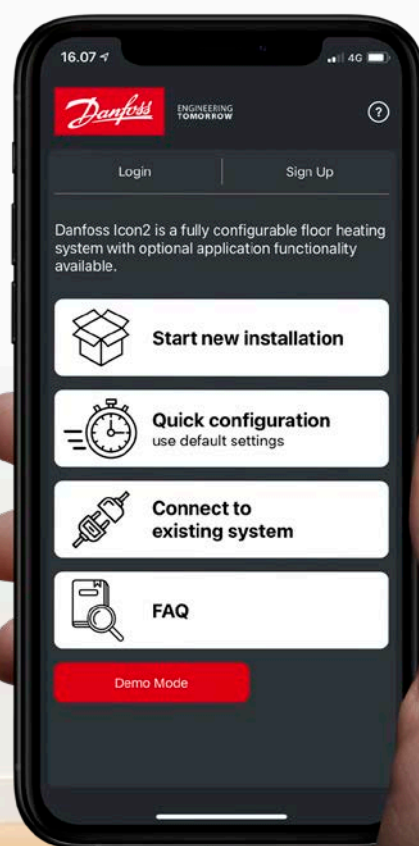 16.07
4G
Danfoss
ENGINEERING
TOMORROW
?
Login
Sign Up
Danfoss Icon2 is a fully configurable floor heating
system with optional application functionality
available.
Start new installation
Quick configuration
use default settings
Connect to
existing system
FAQ
Demo Mode